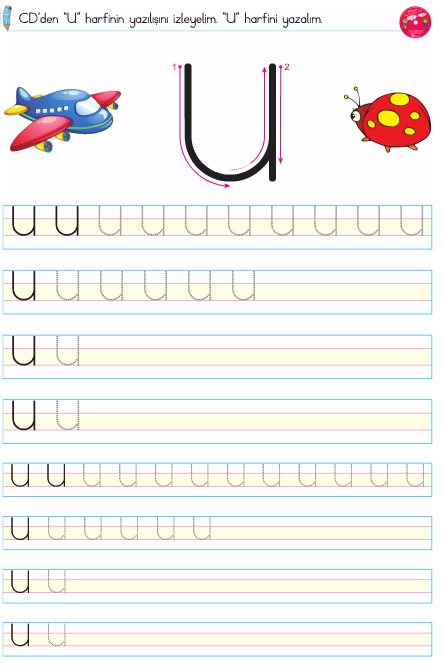 CD'den "U" harfinin yazılışını izleyelim. "U" harfini yazalım.
1 2
U
U U U U U U U U U U
U U U U U U
U U
U U
u u u u u u u u u u u u
u u u u u u
u u
u u